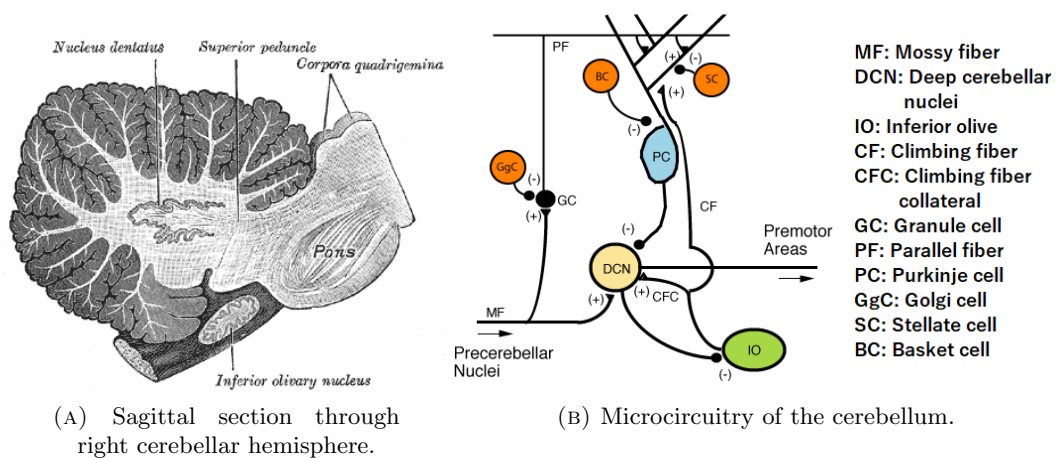 Nucleus dentatus
Superior peduncle
Corpora quadrigemina
Pons
Inferior olivary nucleus
(A) Sagittal section through
right cerebellar hemisphere.
PF
(+)
(-)
BC
SC
(+)
(-)
PC
GgC
(-)
GC
(+)
CF
(-)
Premotor
Areas
DCN
(+)
(+)
CFC
MF
Precerebellar
Nuclei
IO
(-)
MF: Mossy fiber
DCN: Deep cerebellar
nuclei
IO: Inferior olive
CF: Climbing fiber
CFC: Climbing fiber
collateral
GC: Granule cell
PF: Parallel fiber
PC: Purkinje cell
GgC: Golgi cell
SC: Stellate cell
BC: Basket cell
(B) Microcircuitry of the cerebellum.